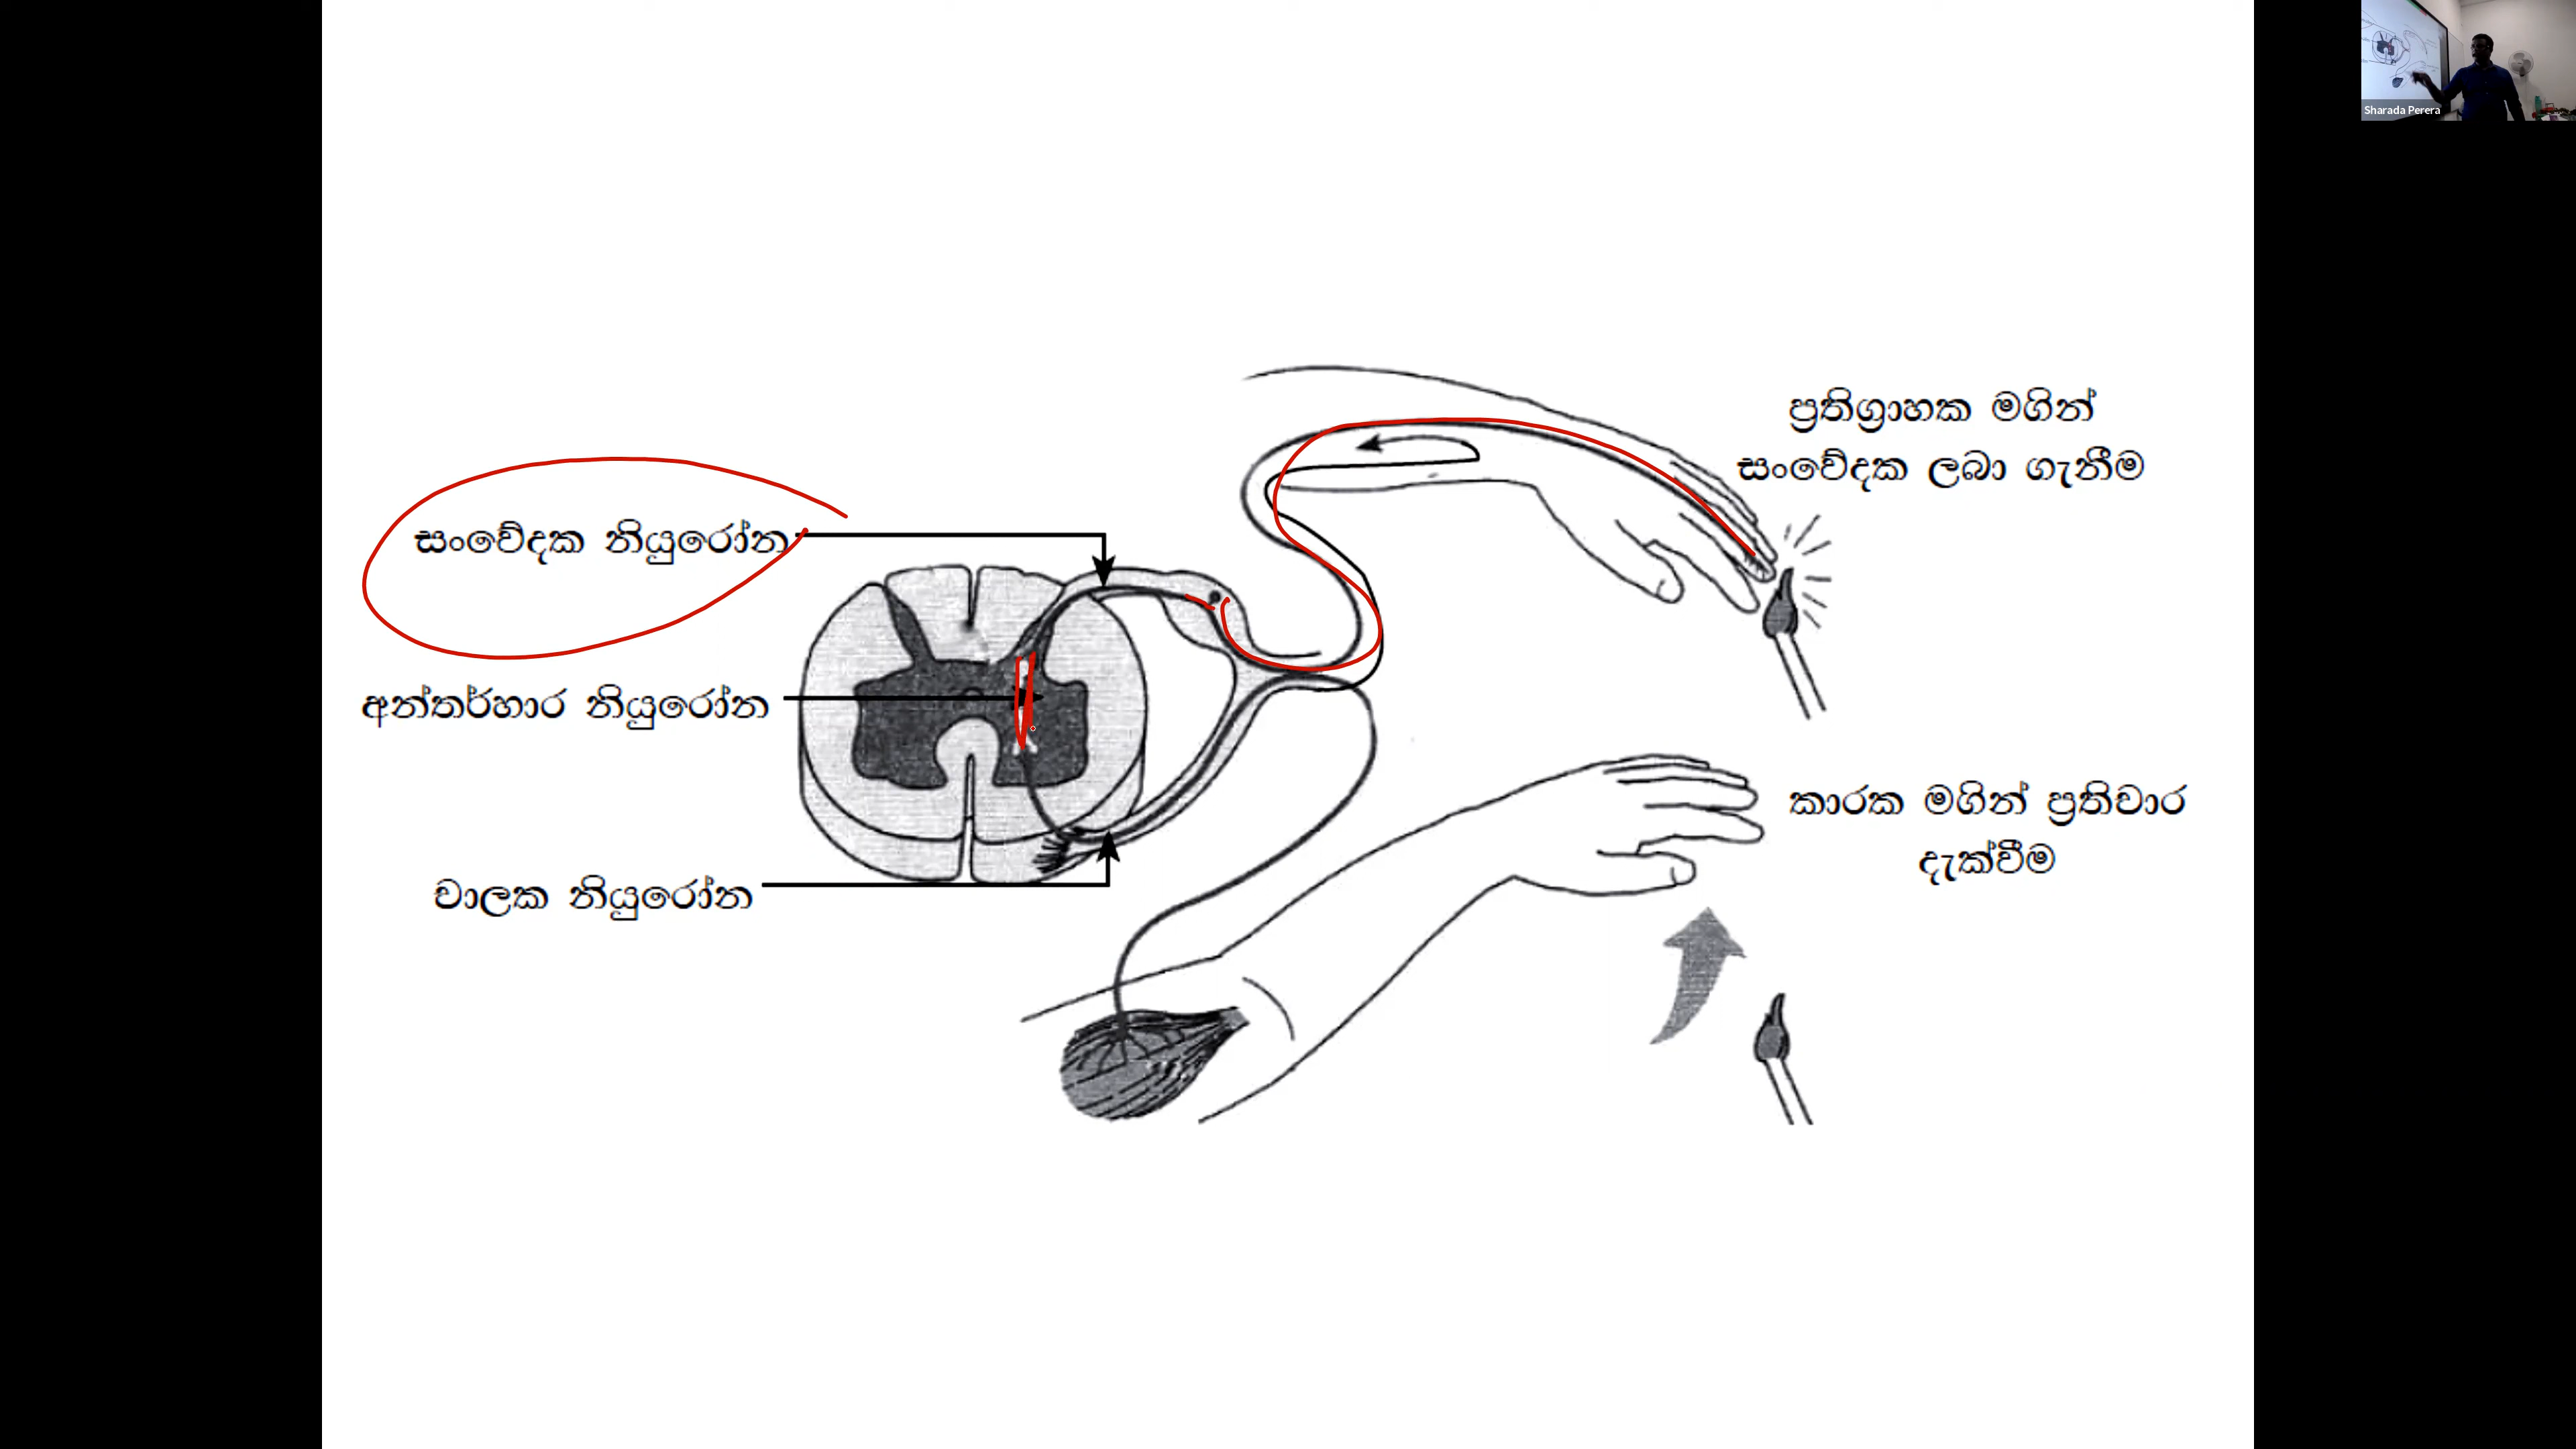 Sharada Perera
ප්‍රතිග්‍රාහක මගින්
සංවේදක ලබා ගැනීම
සංවේදක නියුරෝන
අන්තර්හාර නියුරෝන
කාරක මගින් ප්‍රතිචාර
දැක්වීම
චාලක නියුරෝන